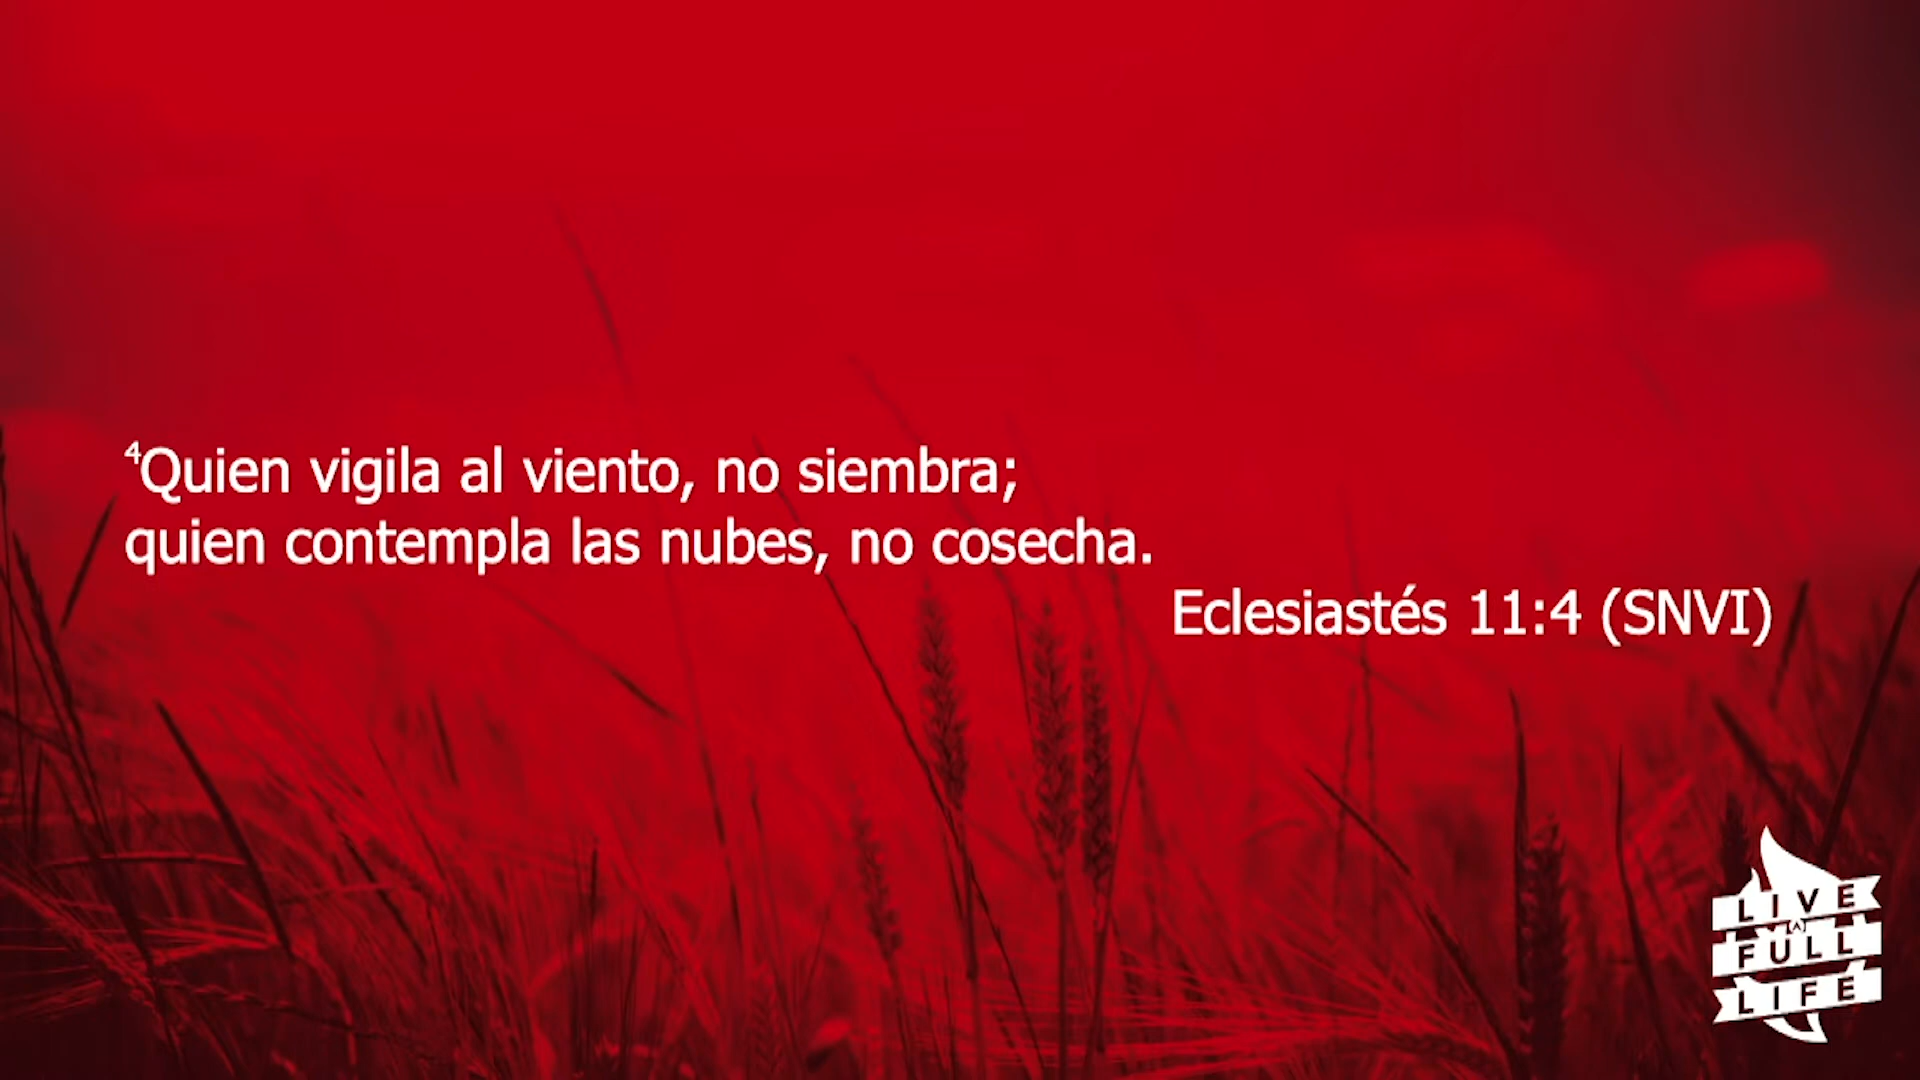 ⁴Quien vigila al viento, no siembra;
quien contempla las nubes, no cosecha.
Eclesiastés 11:4 (SNVI)
LIVE
A
FULL
LIFE